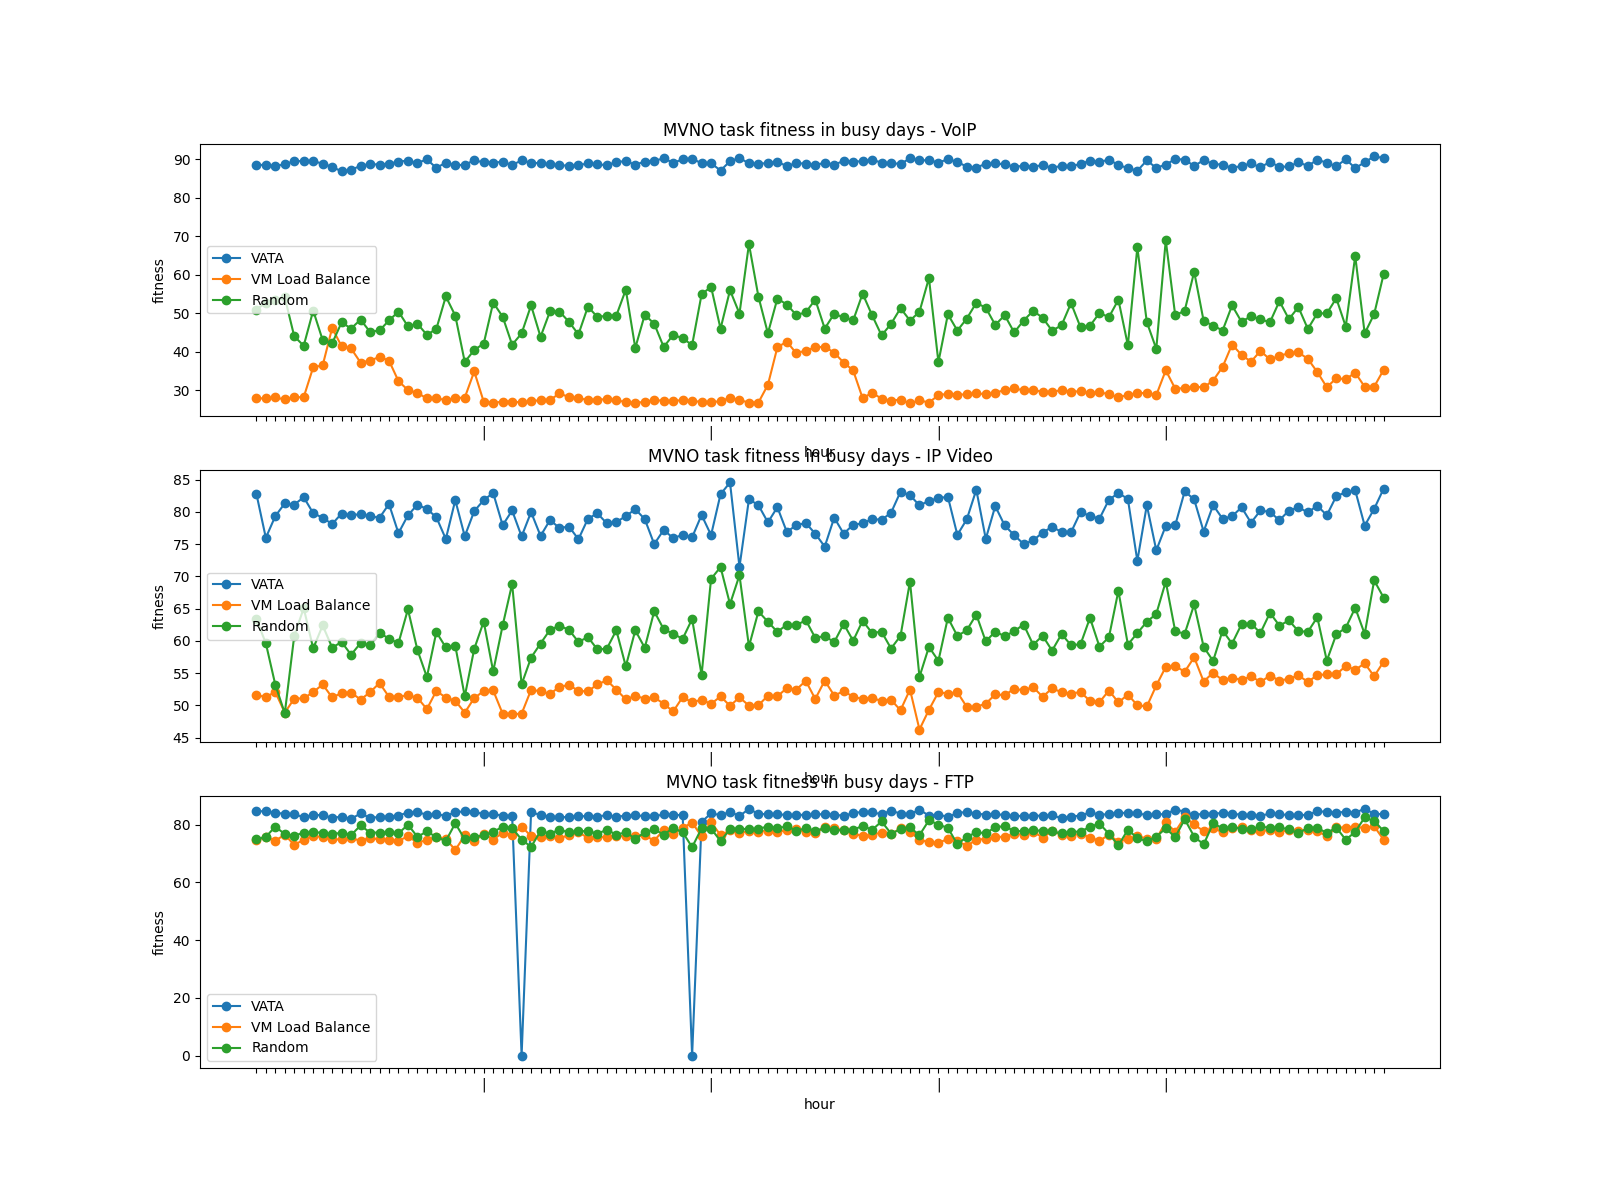 MVNO task fitness in busy days - VoIP
90
80
70
60
50
40
30
fitness
VATA
VM Load Balance
Random
hour
MVNO task fitness in busy days - IP Video
85
80
75
70
65
60
55
50
45
fitness
VATA
VM Load Balance
Random
hour
MVNO task fitness in busy days - FTP
80
60
40
20
0
fitness
VATA
VM Load Balance
Random
hour